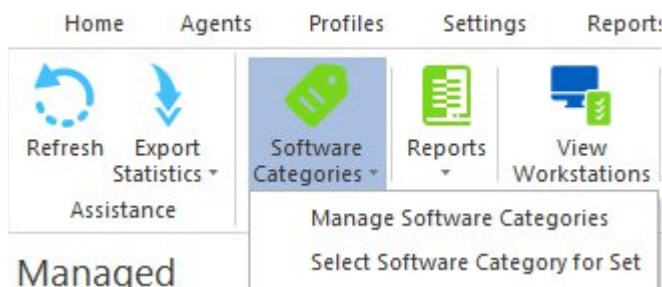 Home Agents Profiles Settings Reports
Refresh
Export
Statistics
Software
Categories
Reports
View
Workstations
Assistance
Manage Software Categories
Select Software Category for Set
Managed